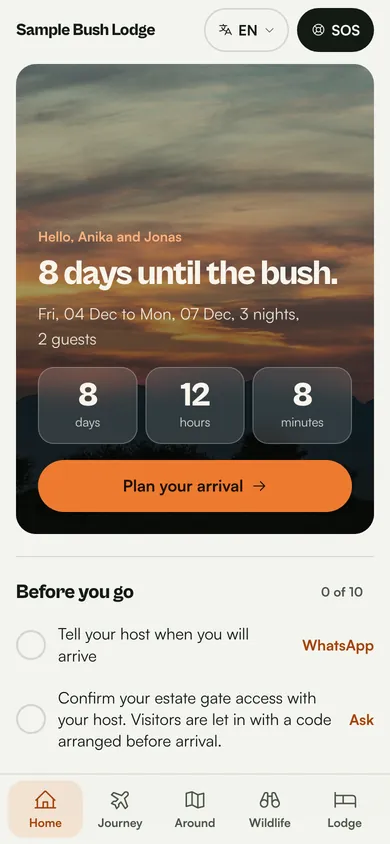 Sample Bush Lodge
EN
SOS
Hello, Anika and Jonas
8 days until the bush.
Fri, 04 Dec to Mon, 07 Dec, 3 nights,
2 guests
8
days
12
hours
8
minutes
Plan your arrival →
Before you go
0 of 10
Tell your host when you will
arrive
WhatsApp
Confirm your estate gate access with
your host. Visitors are let in with a code
arranged before arrival.
Ask
Home
Journey
Around
Wildlife
Lodge